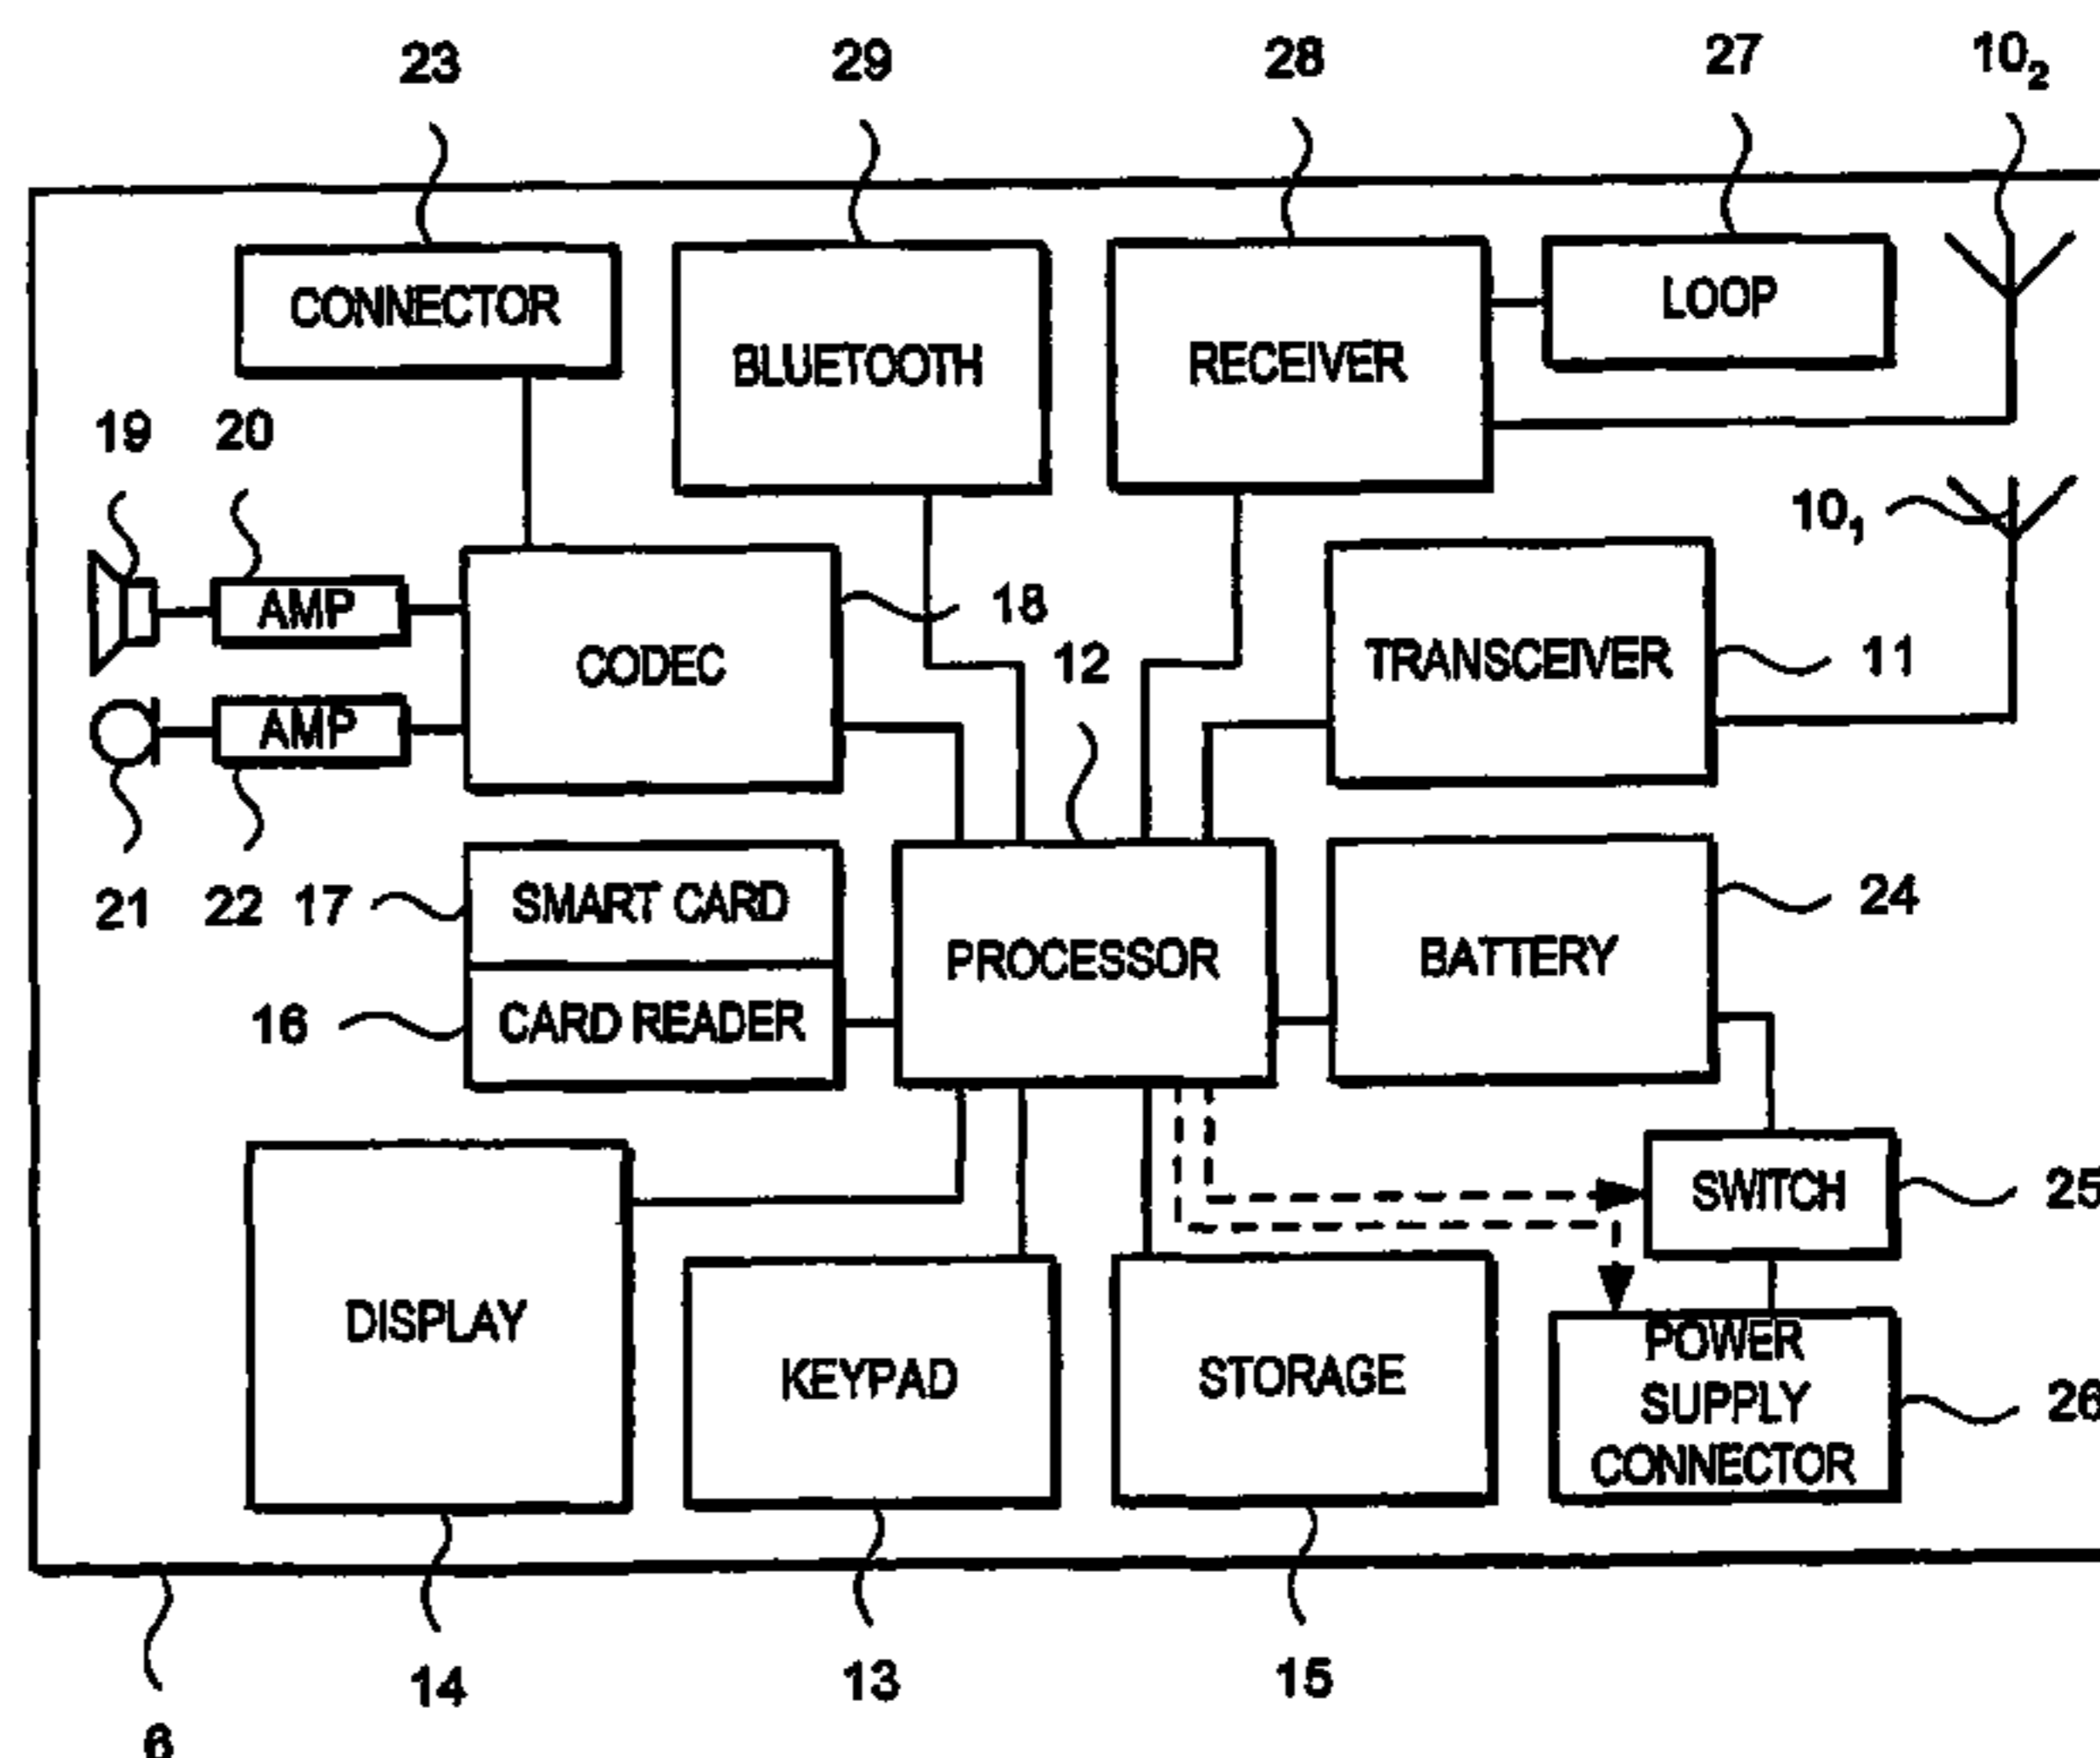 23
29
28
27
10₂
CONNECTOR
BLUETOOTH
RECEIVER
LOOP
19
20
10₁
AMP
CODEC
18
12
TRANSCEIVER
11
AMP
21
22
17
SMART CARD
PROCESSOR
BATTERY
24
16
CARD READER
SWITCH
25
DISPLAY
KEYPAD
STORAGE
POWER
SUPPLY
CONNECTOR
26
14
13
15
6